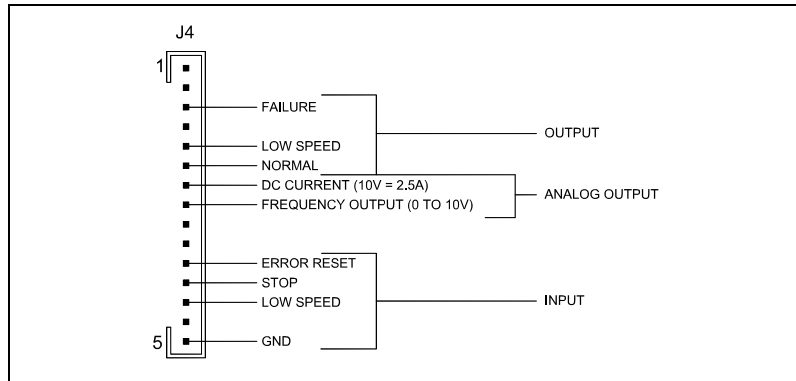 J4
1
FAILURE
OUTPUT
LOW SPEED
NORMAL
DC CURRENT (10V = 2.5A)
ANALOG OUTPUT
FREQUENCY OUTPUT (0 TO 10V)
ERROR RESET
STOP
LOW SPEED
INPUT
5
GND